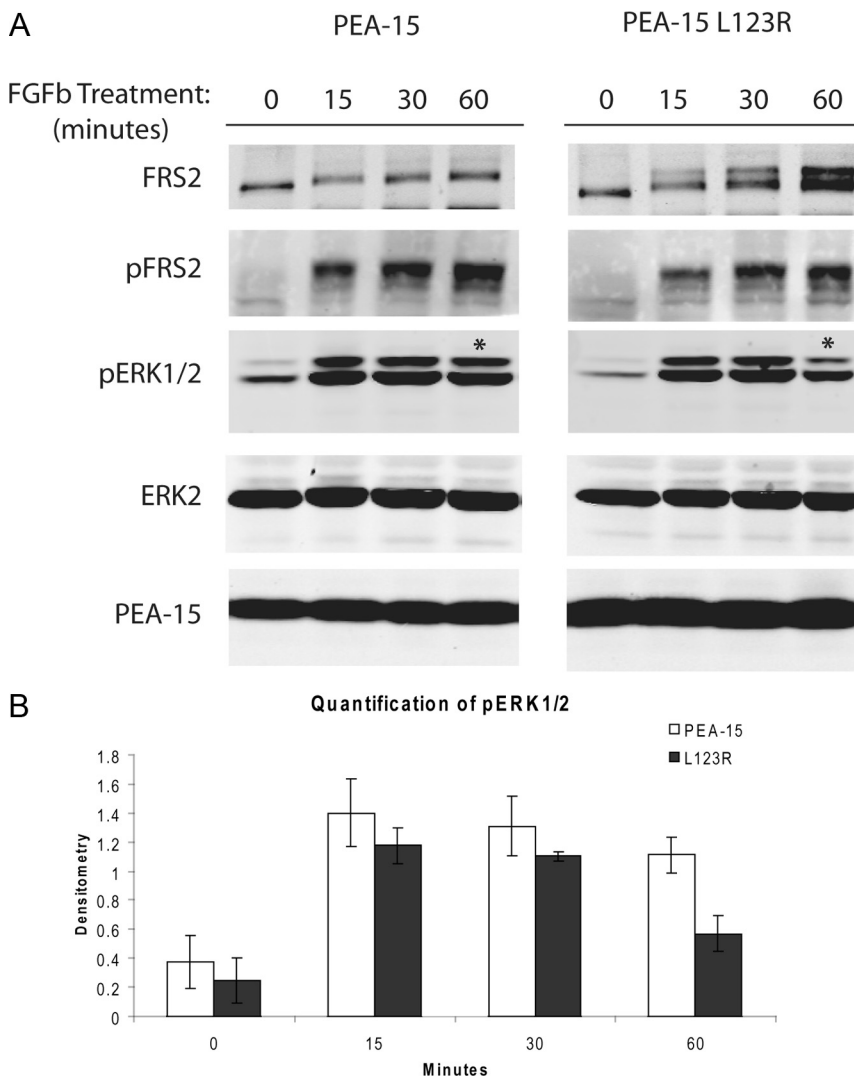 A
PEA-15 PEA-15 L123R
FGFb Treatment: 0 15 30 60 0 15 30 60
(minutes)
FRS2
pFRS2
* *
pERK1/2
ERK2
PEA-15
B
Quantification of pERK1/2
PEA-15
L123R
1.8
1.6
1.4
1.2
1
0.8
0.6
0.4
0.2
0
Densitometry
0 15 30 60
Minutes